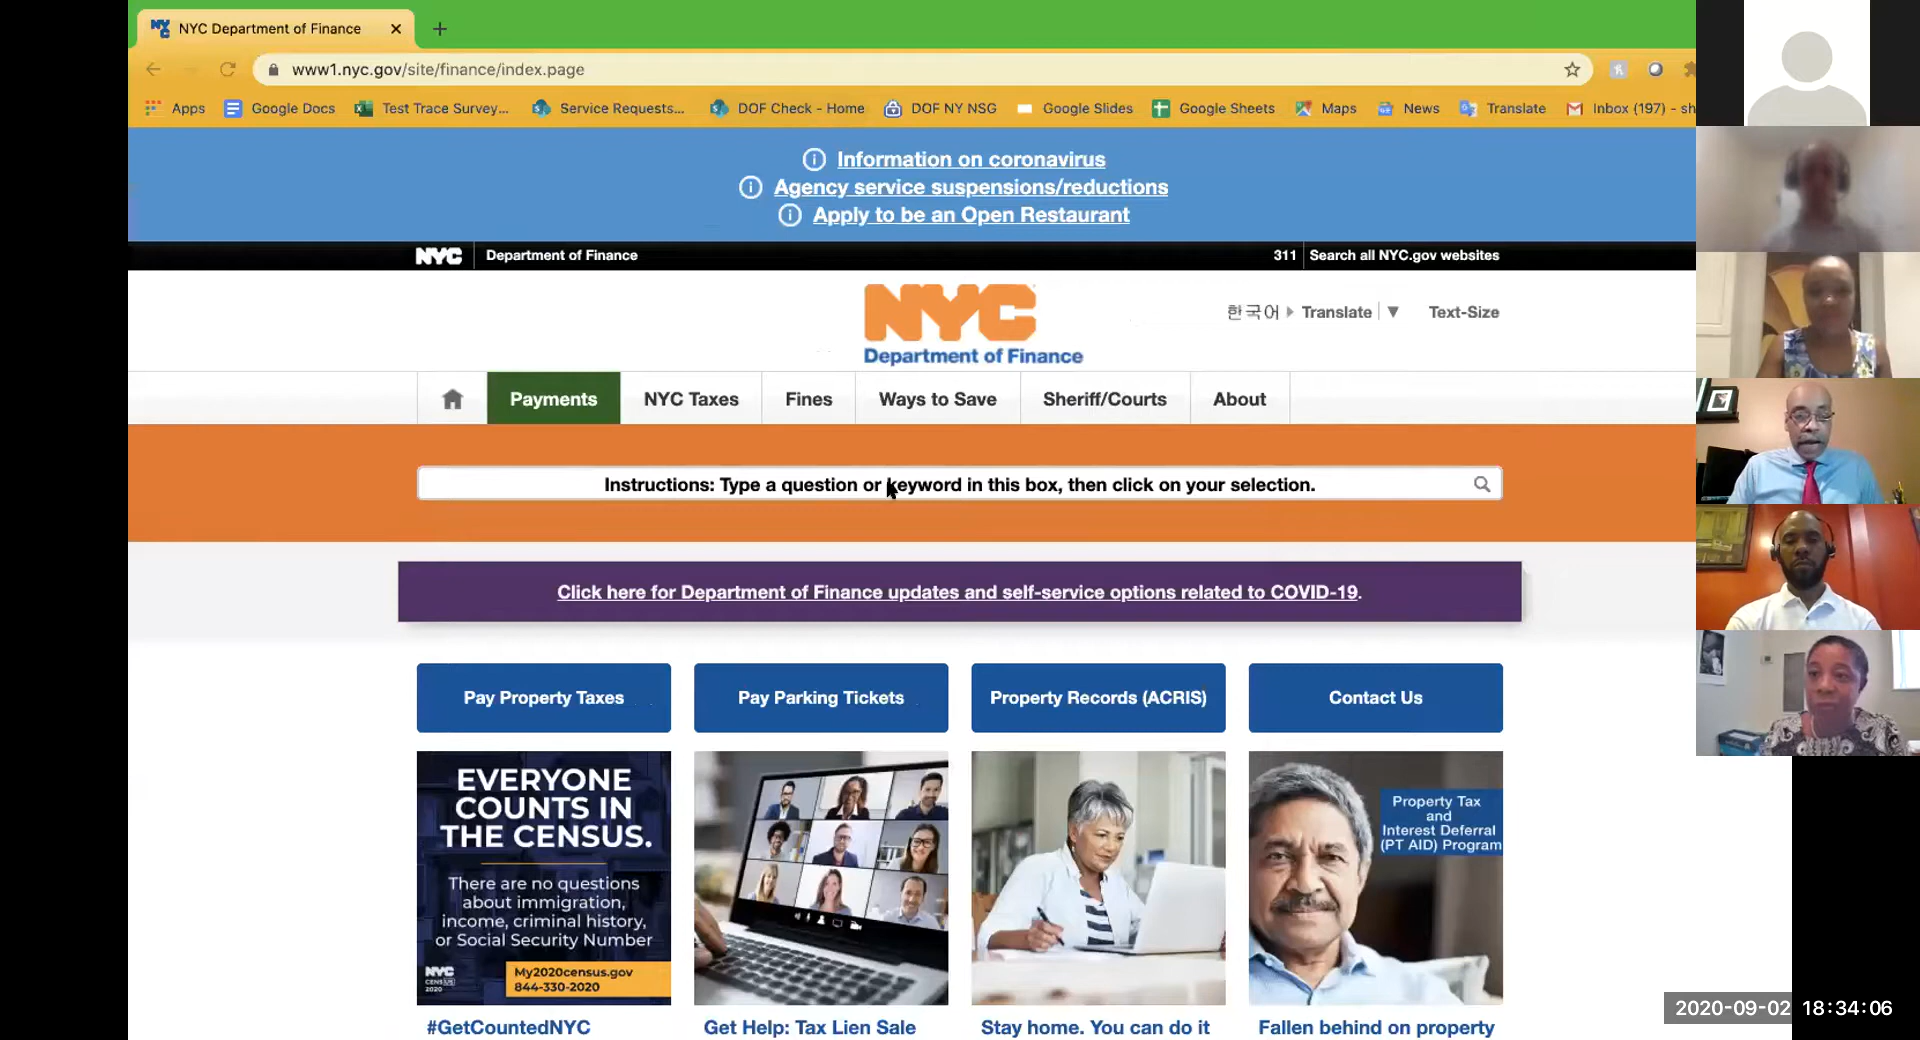 NYC Department of Finance
www1.nyc.gov/site/finance/index.page
Apps Google Docs Test Trace Survey... Service Requests... DOF Check - Home DOF NY NSG Google Slides Google Sheets Maps News Translate Inbox (197) - sh
Information on coronavirus
Agency service suspensions/reductions
Apply to be an Open Restaurant
NYC Department of Finance 311 Search all NYC.gov websites
NYC
Department of Finance
한국어 Translate Text-Size
Payments NYC Taxes Fines Ways to Save Sheriff/Courts About
Instructions: Type a question or keyword in this box, then click on your selection.
Click here for Department of Finance updates and self-service options related to COVID-19.
Pay Property Taxes Pay Parking Tickets Property Records (ACRIS) Contact Us
EVERYONE
COUNTS IN
THE CENSUS.
There are no questions
about immigration,
income, criminal history,
or Social Security Number
NYC
CENSUS
2020
My2020census.gov
844-330-2020
Property Tax
and
Interest Deferral
(PT AID) Program
#GetCountedNYC Get Help: Tax Lien Sale Stay home. You can do it Fallen behind on property
2020-09-02 18:34:06